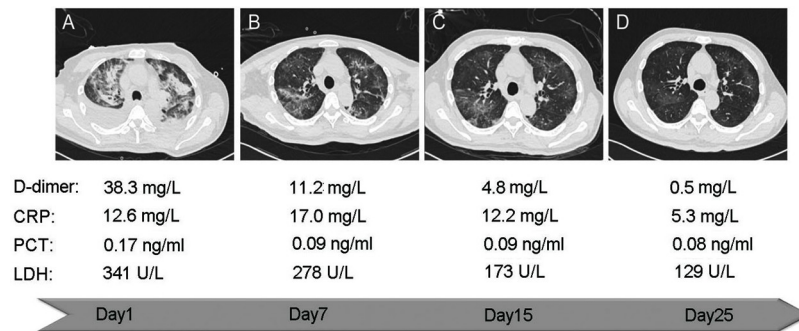 A B C D
D-dimer: 38.3 mg/L 11.2 mg/L 4.8 mg/L 0.5 mg/L
CRP: 12.6 mg/L 17.0 mg/L 12.2 mg/L 5.3 mg/L
PCT: 0.17 ng/ml 0.09 ng/ml 0.09 ng/ml 0.08 ng/ml
LDH: 341 U/L 278 U/L 173 U/L 129 U/L
Day1 Day7 Day15 Day25